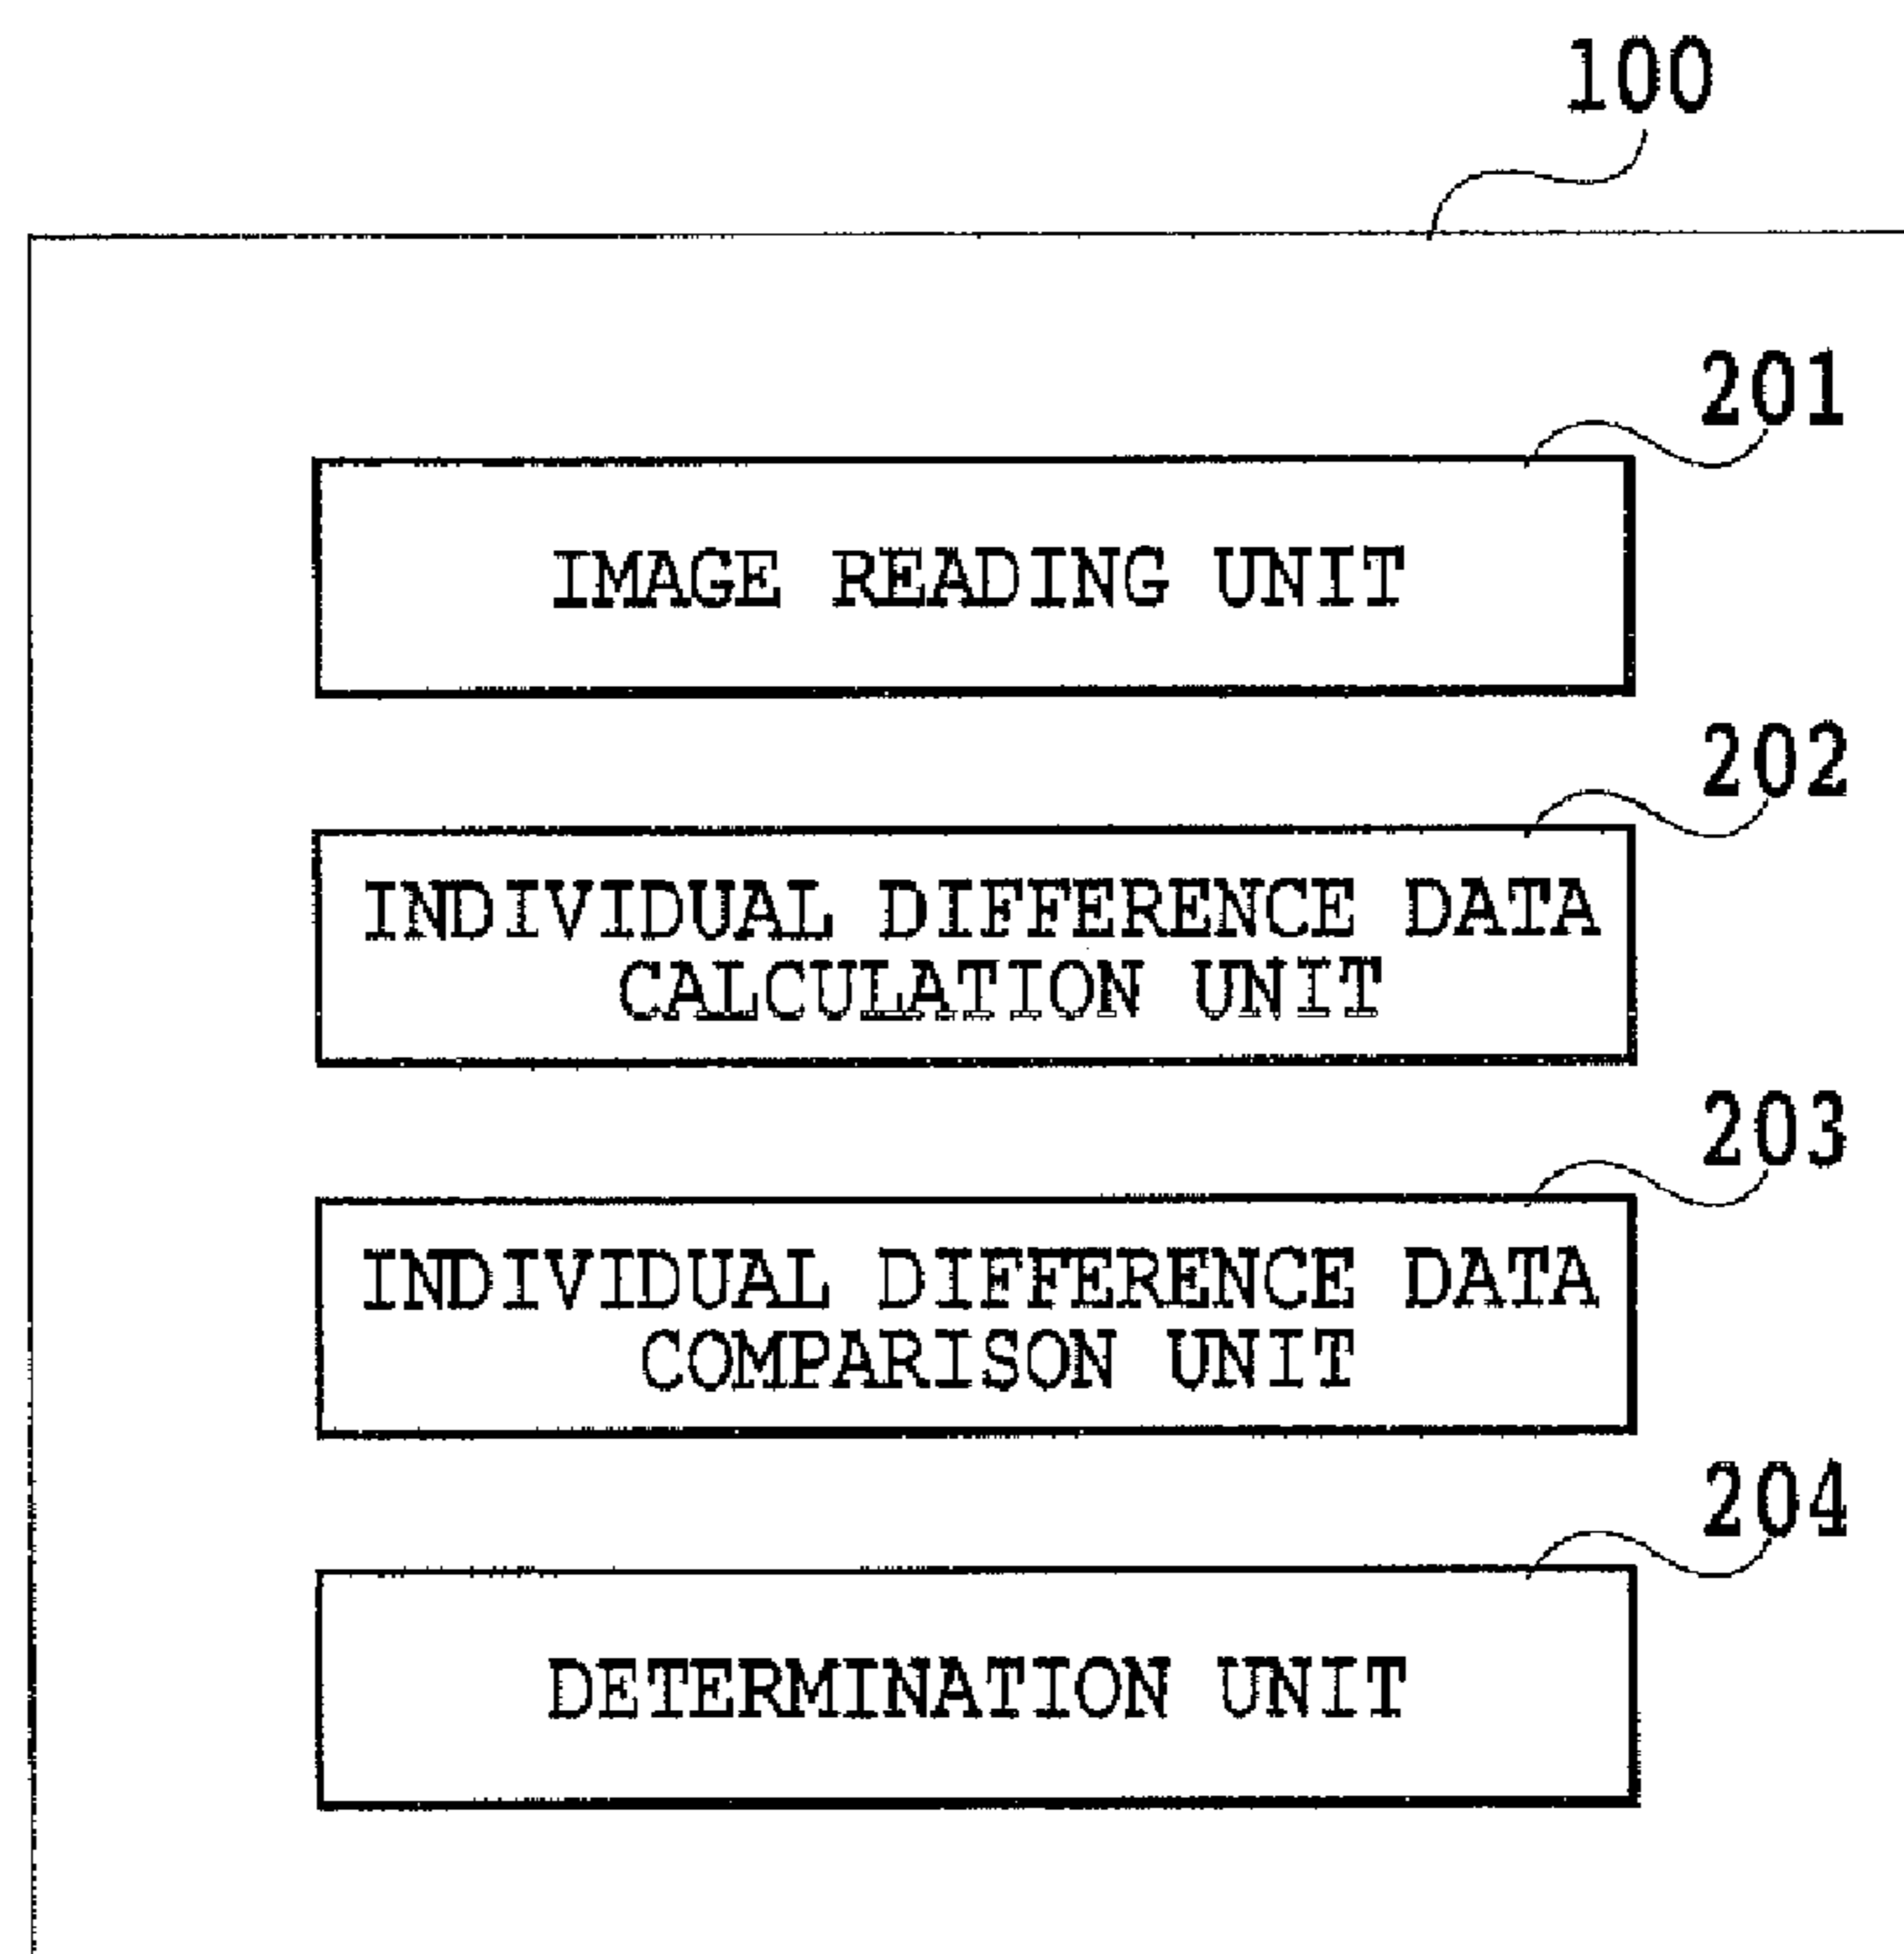 100
201
IMAGE READING UNIT
202
INDIVIDUAL DIFFERENCE DATA
CALCULATION UNIT
203
INDIVIDUAL DIFFERENCE DATA
COMPARISON UNIT
204
DETERMINATION UNIT